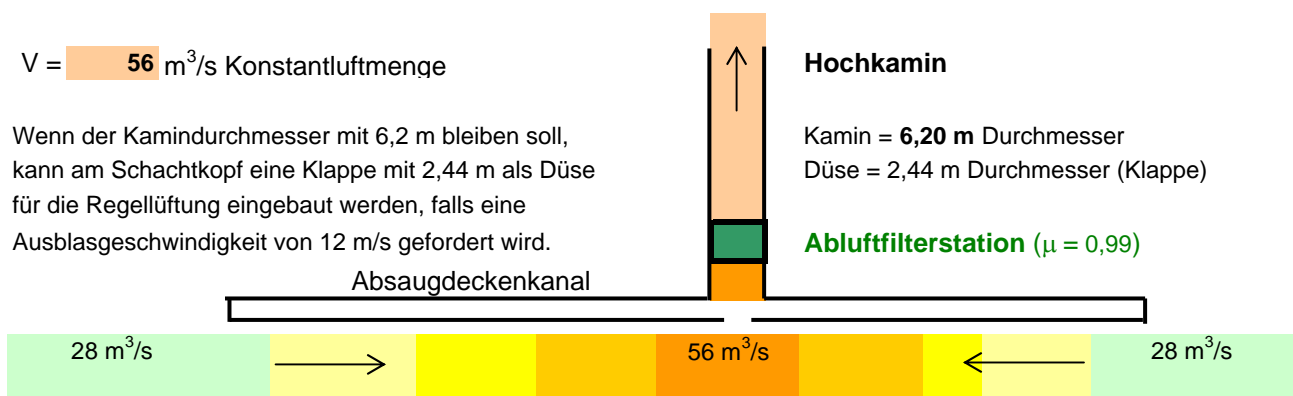 V = 56 m³/s Konstantluftmenge
Wenn der Kamindurchmesser mit 6,2 m bleiben soll,
kann am Schachtkopf eine Klappe mit 2,44 m als Düse
für die Regellüftung eingebaut werden, falls eine
Ausblasgeschwindigkeit von 12 m/s gefordert wird.
Hochkamin
Kamin = 6,20 m Durchmesser
Düse = 2,44 m Durchmesser (Klappe)
Abluftfilterstation (μ = 0,99)
Absaugdeckenkanal
28 m³/s
56 m³/s
28 m³/s